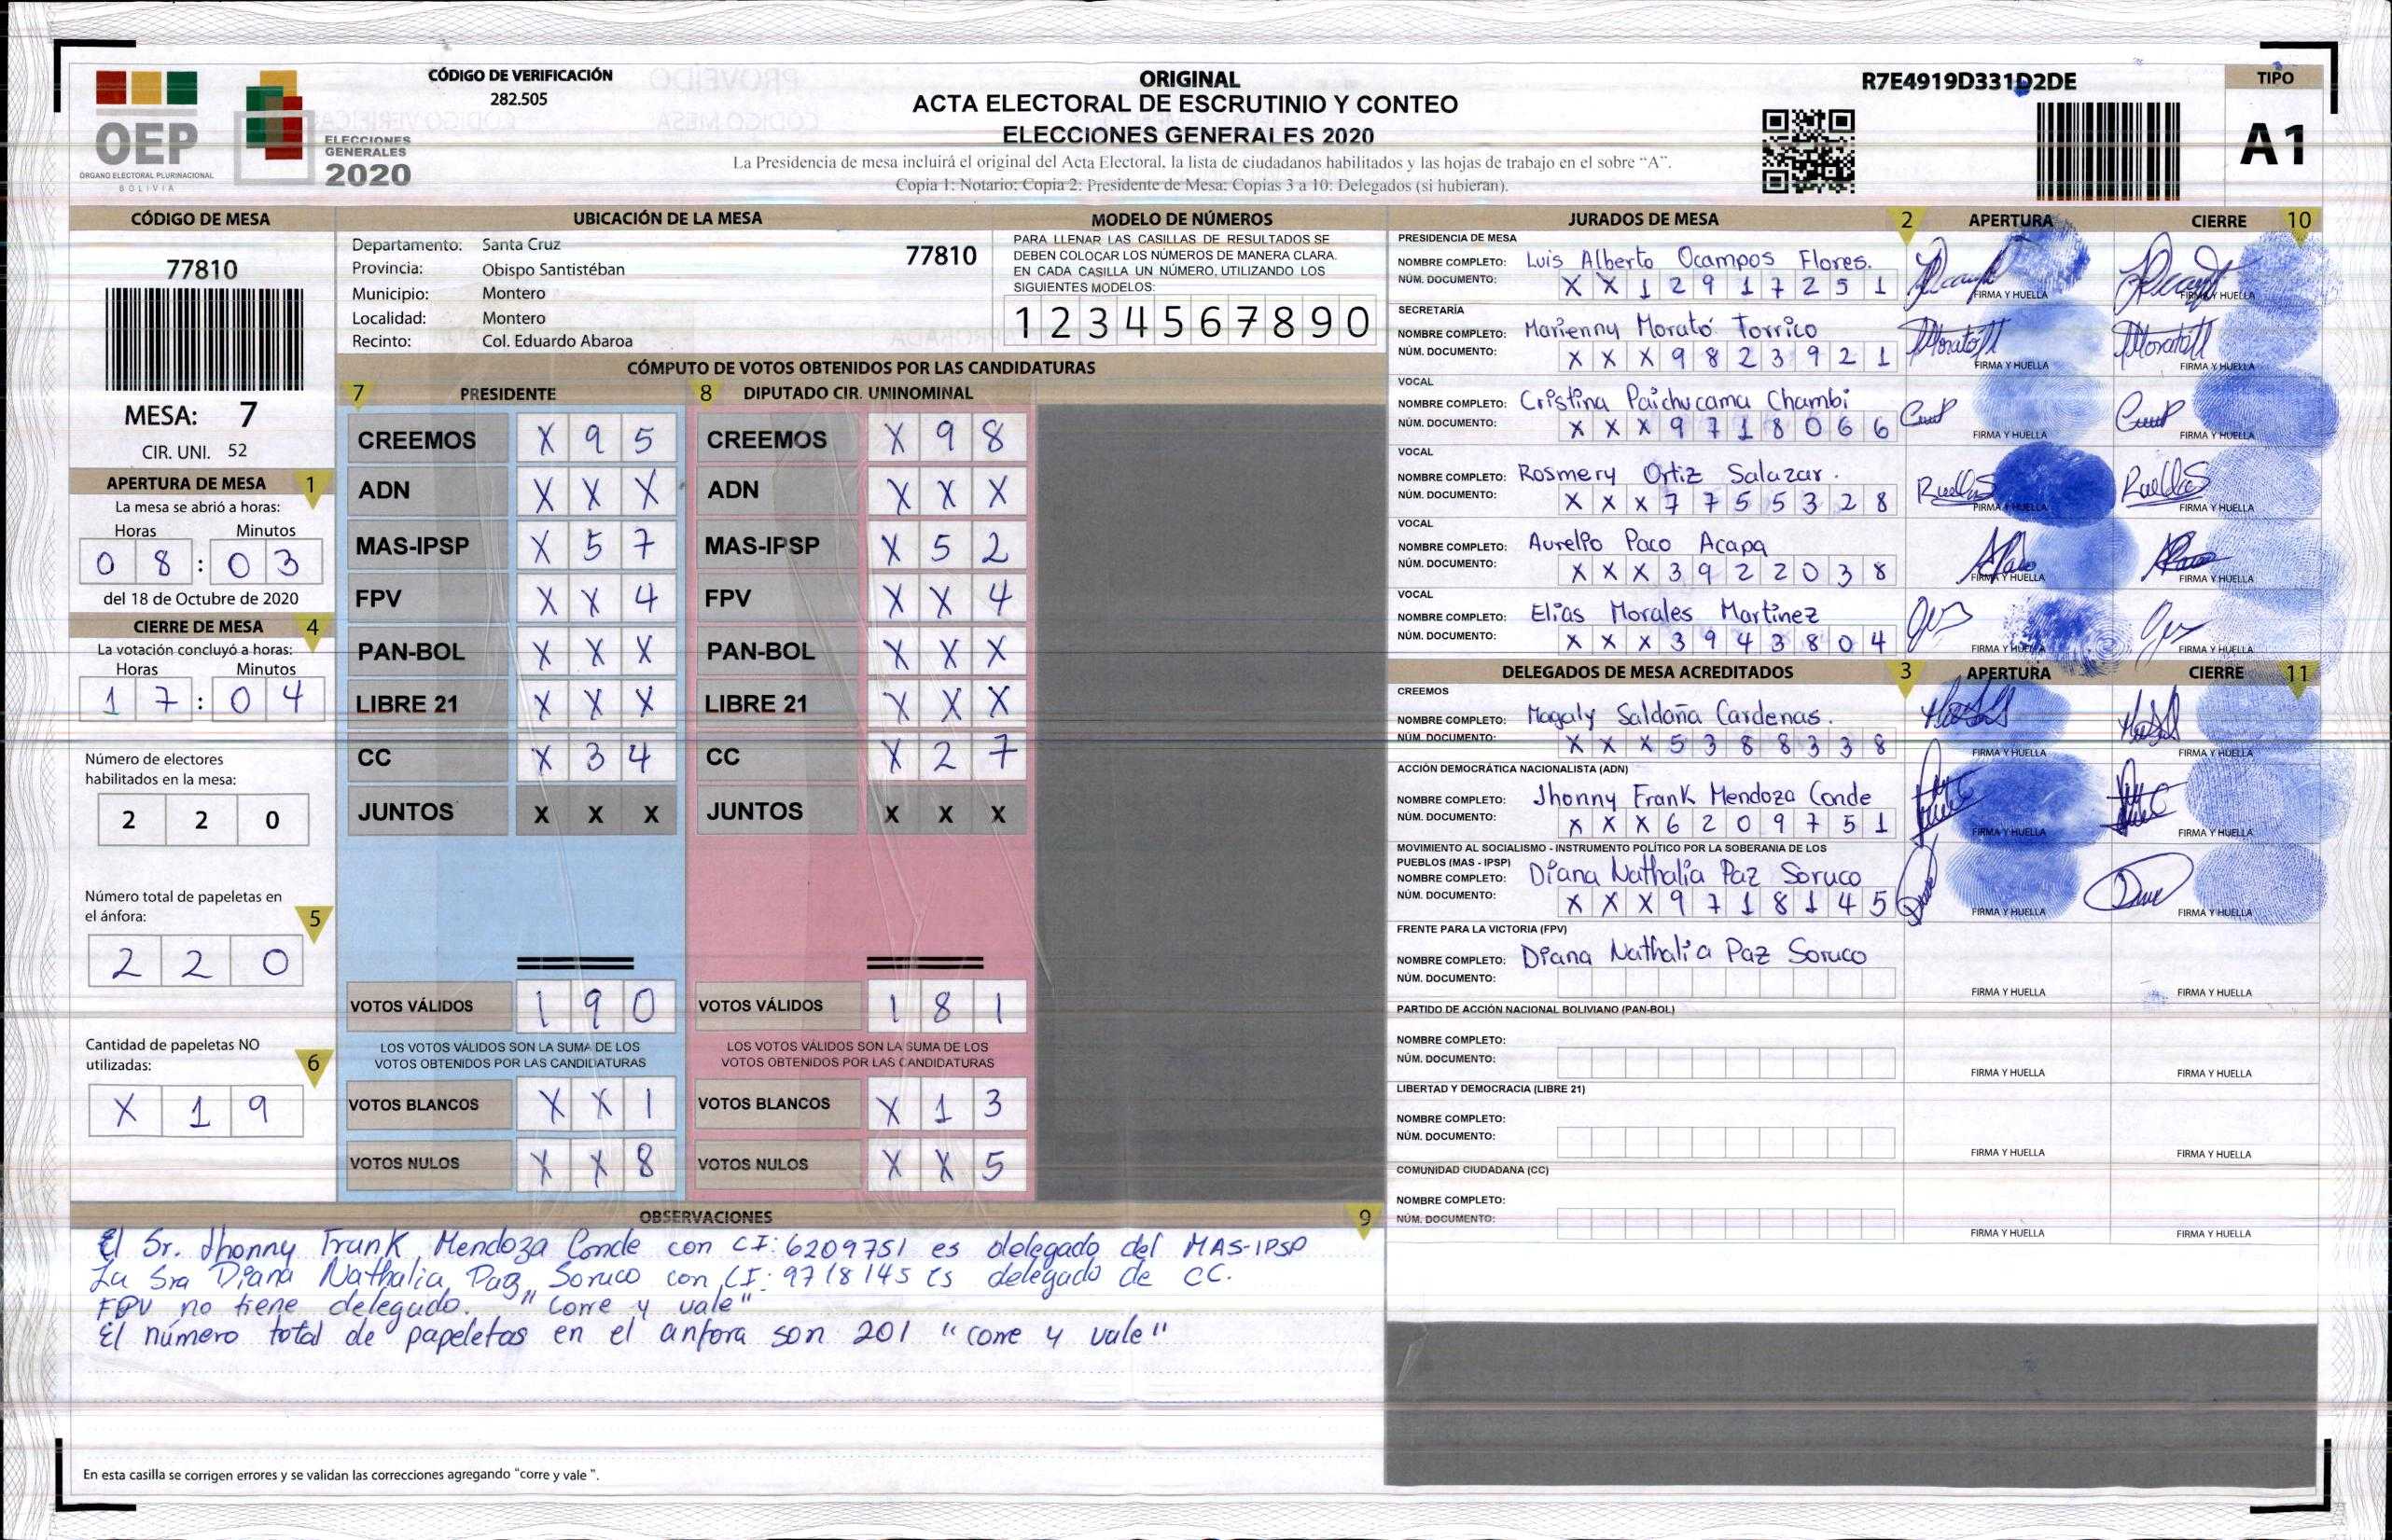 CÓDIGO DE VERIFICACIÓN
282.505
OEP
ÓRGANO ELECTORAL PLURINACIONAL
BOLIVIA
ELECCIONES
GENERALES
2020
ORIGINAL
ACTA ELECTORAL DE ESCRUTINIO Y CONTEO
ELECCIONES GENERALES 2020
La Presidencia de mesa incluirá el original del Acta Electoral, la lista de ciudadanos habilitados y las hojas de trabajo en el sobre “A”.
Copia 1: Notario: Copia 2: Presidente de Mesa: Copias 3 a 10: Delegados (si hubieran).
R7E4919D331D2DE
TIPO
A1
CÓDIGO DE MESA
77810
MESA: 7
CIR. UNI. 52
APERTURA DE MESA 1
La mesa se abrió a horas:
Horas Minutos
0 8 : 0 3
del 18 de Octubre de 2020
CIERRE DE MESA 4
La votación concluyó a horas:
Horas Minutos
1 7 : 0 4
Número de electores
habilitados en la mesa:
2 2 0
Número total de papeletas en
el ánfora: 5
2 2 0
Cantidad de papeletas NO
utilizadas: 6
X 1 9
UBICACIÓN DE LA MESA
Departamento: Santa Cruz 77810
Provincia: Obispo Santistéban
Municipio: Montero
Localidad: Montero
Recinto: Col. Eduardo Abaroa
MODELO DE NÚMEROS
PARA LLENAR LAS CASILLAS DE RESULTADOS SE
DEBEN COLOCAR LOS NÚMEROS DE MANERA CLARA.
EN CADA CASILLA UN NÚMERO, UTILIZANDO LOS
SIGUIENTES MODELOS:
1 2 3 4 5 6 7 8 9 0
CÓMPUTO DE VOTOS OBTENIDOS POR LAS CANDIDATURAS
7 PRESIDENTE
CREEMOS X 9 5
ADN X X X
MAS-IPSP X 5 7
FPV X X 4
PAN-BOL X X X
LIBRE 21 X X X
CC X 3 4
JUNTOS X X X
VOTOS VÁLIDOS 1 9 0
LOS VOTOS VÁLIDOS SON LA SUMA DE LOS
VOTOS OBTENIDOS POR LAS CANDIDATURAS
VOTOS BLANCOS X X 1
VOTOS NULOS X X 8
8 DIPUTADO CIR. UNINOMINAL
CREEMOS X 9 8
ADN X X X
MAS-IPSP X 5 2
FPV X X 4
PAN-BOL X X X
LIBRE 21 X X X
CC X 2 7
JUNTOS X X X
VOTOS VÁLIDOS 1 8 1
LOS VOTOS VÁLIDOS SON LA SUMA DE LOS
VOTOS OBTENIDOS POR LAS CANDIDATURAS
VOTOS BLANCOS X 1 3
VOTOS NULOS X X 5
OBSERVACIONES 9
El Sr. Jhonny Frank Mendoza Conde con CI: 6209751 es delegado del MAS-IPSP
La Sra Diana Nathalia Paz Soruco con CI: 9718145 es delegado de CC.
FPV no tiene delegado. "Corre y vale"
El número total de papeletas en el anfora son 201 "corre y vale"
En esta casilla se corrigen errores y se validan las correcciones agregando "corre y vale ".
JURADOS DE MESA 2 APERTURA CIERRE 10
PRESIDENCIA DE MESA
NOMBRE COMPLETO: Luis Alberto Ocampos Flores.
NÚM. DOCUMENTO: X X 1 2 9 1 7 2 5 1 FIRMA Y HUELLA FIRMA Y HUELLA
SECRETARÍA
NOMBRE COMPLETO: Marienny Morató Torrico
NÚM. DOCUMENTO: X X X 9 8 2 3 9 2 1 FIRMA Y HUELLA FIRMA Y HUELLA
VOCAL
NOMBRE COMPLETO: Cristina Paichucama Chambi
NÚM. DOCUMENTO: X X X 9 7 1 8 0 6 6 FIRMA Y HUELLA FIRMA Y HUELLA
VOCAL
NOMBRE COMPLETO: Rosmery Ortiz Salazar.
NÚM. DOCUMENTO: X X X 7 7 5 5 3 2 8 FIRMA Y HUELLA FIRMA Y HUELLA
VOCAL
NOMBRE COMPLETO: Aurelio Paco Acapa
NÚM. DOCUMENTO: X X X 3 9 2 2 0 3 8 FIRMA Y HUELLA FIRMA Y HUELLA
VOCAL
NOMBRE COMPLETO: Elias Morales Martinez
NÚM. DOCUMENTO: X X X 3 9 4 3 8 0 4 FIRMA Y HUELLA FIRMA Y HUELLA
DELEGADOS DE MESA ACREDITADOS 3 APERTURA CIERRE 11
CREEMOS
NOMBRE COMPLETO: Magaly Saldaña Cardenas.
NÚM. DOCUMENTO: X X X 5 3 8 8 3 3 8 FIRMA Y HUELLA FIRMA Y HUELLA
ACCIÓN DEMOCRÁTICA NACIONALISTA (ADN)
NOMBRE COMPLETO: Jhonny Frank Mendoza Conde
NÚM. DOCUMENTO: X X X 6 2 0 9 7 5 1 FIRMA Y HUELLA FIRMA Y HUELLA
MOVIMIENTO AL SOCIALISMO - INSTRUMENTO POLÍTICO POR LA SOBERANIA DE LOS
PUEBLOS (MAS - IPSP)
NOMBRE COMPLETO: Diana Nathalia Paz Soruco
NÚM. DOCUMENTO: X X X 9 7 1 8 1 4 5 FIRMA Y HUELLA FIRMA Y HUELLA
FRENTE PARA LA VICTORIA (FPV)
NOMBRE COMPLETO: Diana Nathalia Paz Soruco
NÚM. DOCUMENTO: FIRMA Y HUELLA FIRMA Y HUELLA
PARTIDO DE ACCIÓN NACIONAL BOLIVIANO (PAN-BOL)
NOMBRE COMPLETO:
NÚM. DOCUMENTO: FIRMA Y HUELLA FIRMA Y HUELLA
LIBERTAD Y DEMOCRACIA (LIBRE 21)
NOMBRE COMPLETO:
NÚM. DOCUMENTO: FIRMA Y HUELLA FIRMA Y HUELLA
COMUNIDAD CIUDADANA (CC)
NOMBRE COMPLETO:
NÚM. DOCUMENTO: FIRMA Y HUELLA FIRMA Y HUELLA